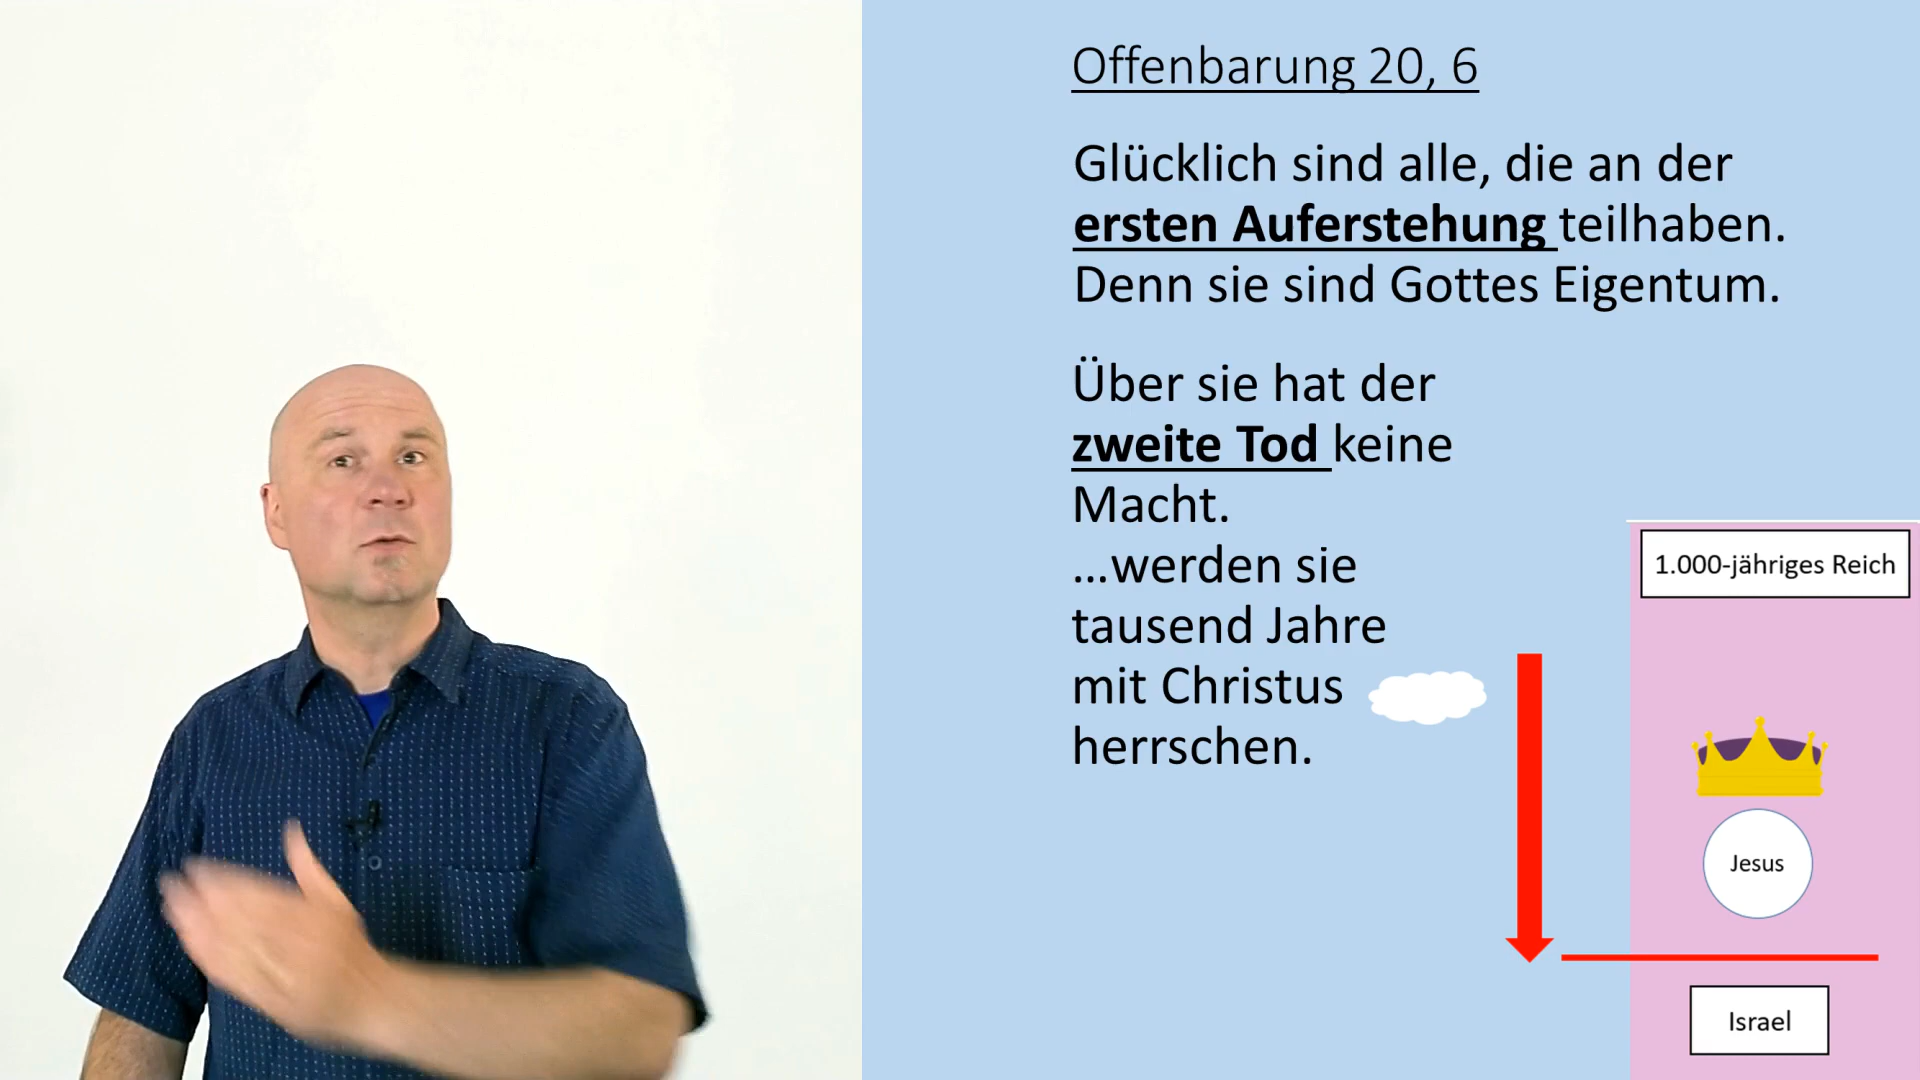 Offenbarung 20, 6
Glücklich sind alle, die an der
ersten Auferstehung teilhaben.
Denn sie sind Gottes Eigentum.
Über sie hat der
zweite Tod keine
Macht.
...werden sie
tausend Jahre
mit Christus
herrschen.
1.000-jähriges Reich
Jesus
Israel